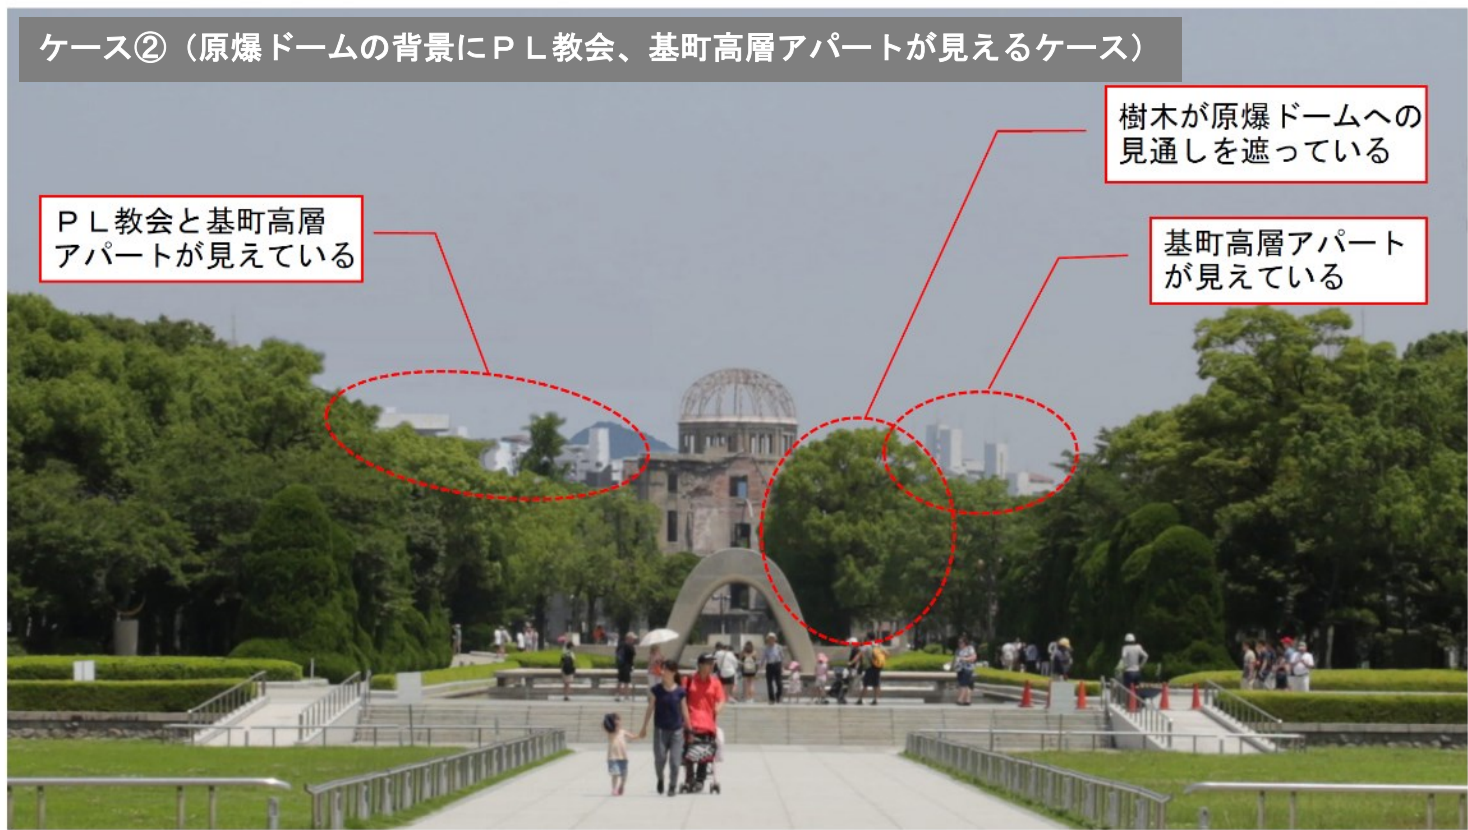 ケース②（原爆ドームの背景にＰＬ教会、基町高層アパートが見えるケース）
樹木が原爆ドームへの
見通しを遮っている
ＰＬ教会と基町高層
アパートが見えている
基町高層アパート
が見えている